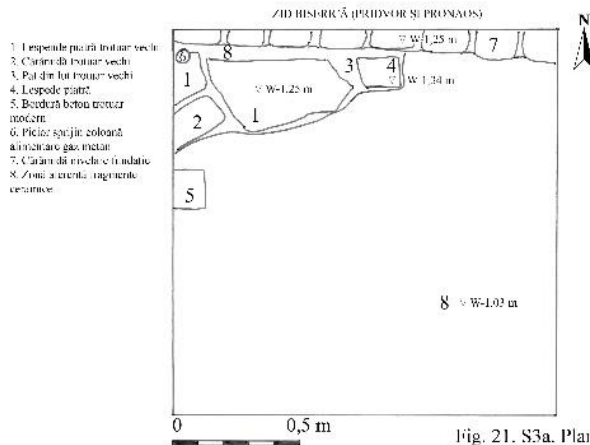 ZID BISERICĂ (PRIDVOR ȘI PRONAOS)
N
1. Lespende piatră trotuar vechi
2. Cărămidă trotuar vechi
3. Pat din lut trotuar vechi
4. Lespode piatră
5. Bordură beton trotuar
modern
6. Picior sprijin coloană
alimentare gaz metan
7. Cărămidă nivelare fundație
8. Zonă aferentă fragmente
ceramice
W-1,25 m
7
6
8
1
3
4
W-1,25 m
W 1,34 m
2
1
5
8 W-1,03 m
0 0,5 m
Fig. 21. S3a. Plan